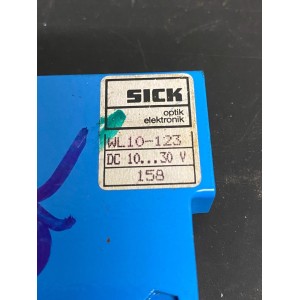 SICK
optik
elektronik
WL10-123
DC 10...30 V
158